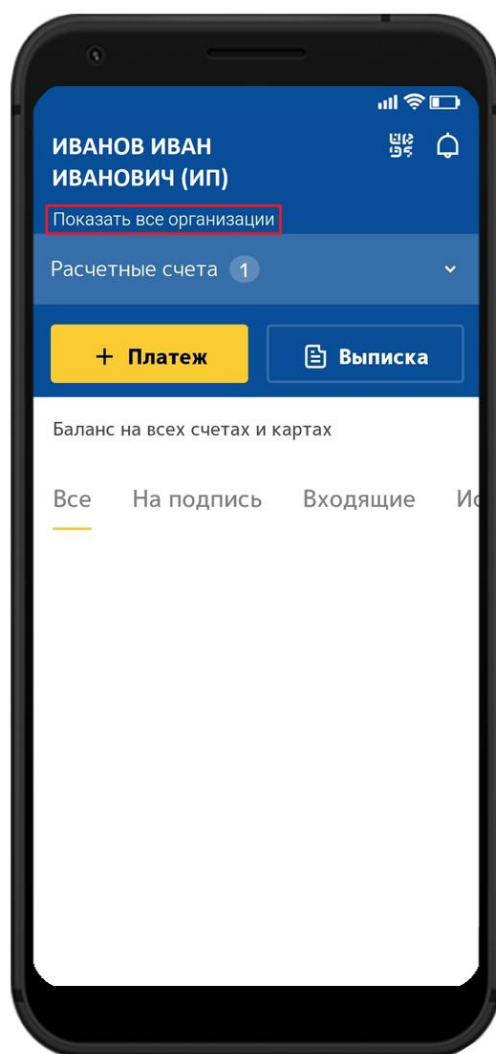 ИВАНОВ ИВАН
ИВАНОВИЧ (ИП)
Показать все организации
Расчетные счета 1
+ Платеж Выписка
Баланс на всех счетах и картах
Все На подпись Входящие Ис